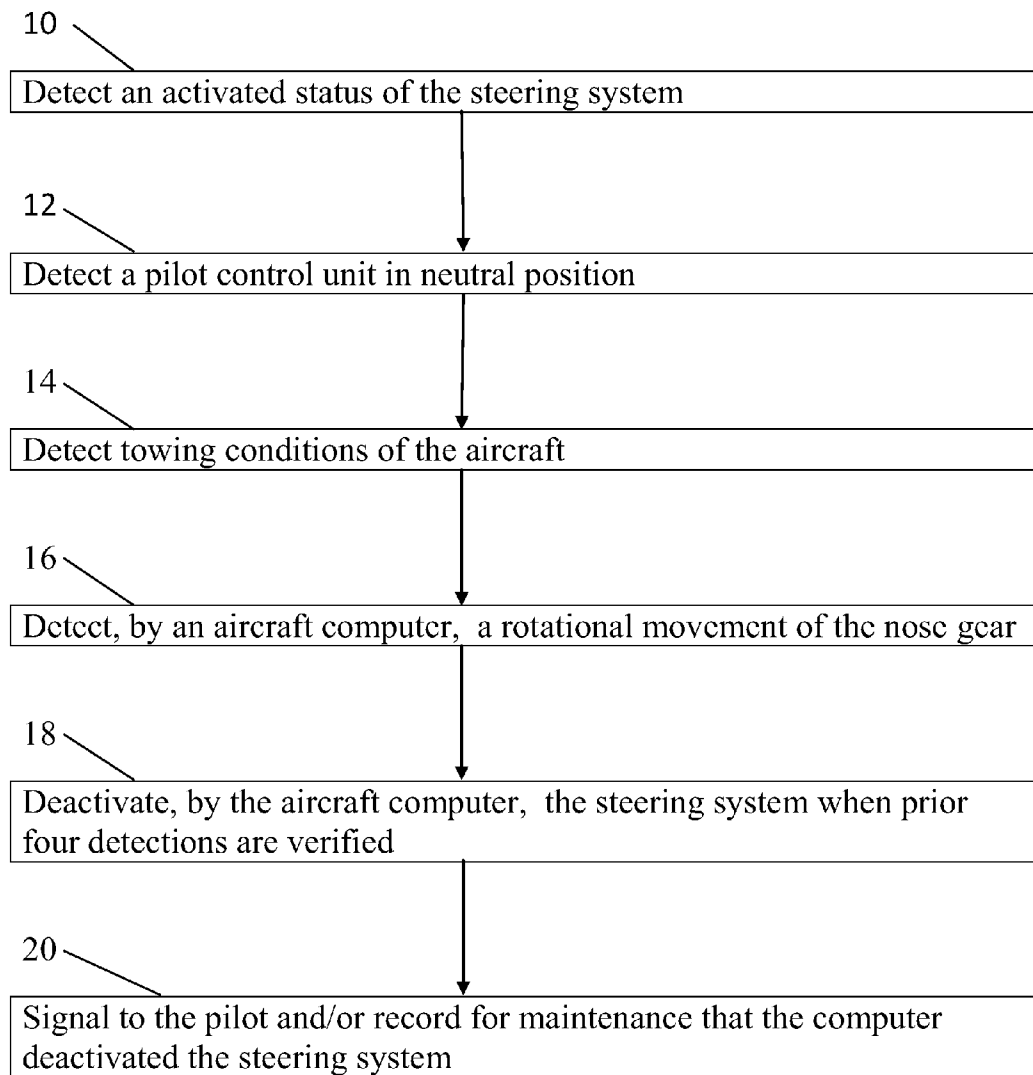 10
Detect an activated status of the steering system
12
Detect a pilot control unit in neutral position
14
Detect towing conditions of the aircraft
16
Detect, by an aircraft computer, a rotational movement of the nose gear
18
Deactivate, by the aircraft computer, the steering system when prior
four detections are verified
20
Signal to the pilot and/or record for maintenance that the computer
deactivated the steering system